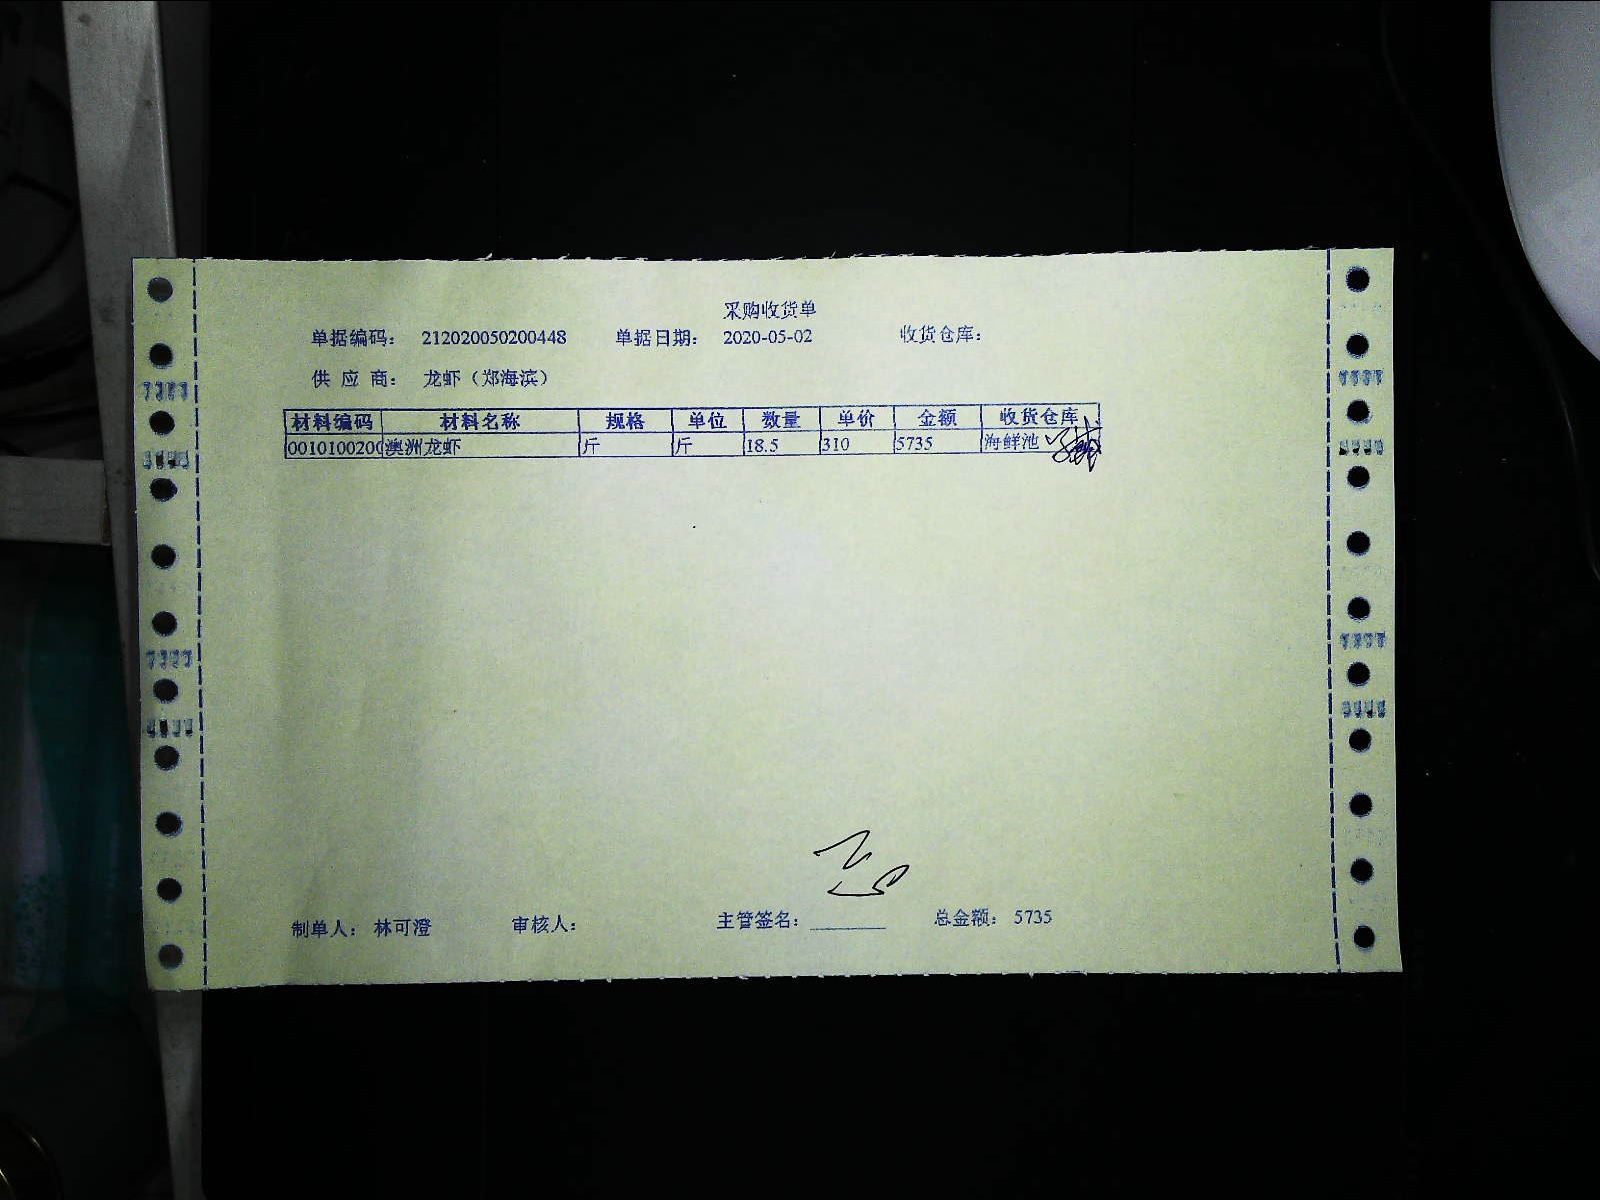 采购收货单
单据编码： 212020050200448 单据日期： 2020-05-02 收货仓库：
供 应 商： 龙虾（郑海滨）
材料编码 材料名称 规格 单位 数量 单价 金额 收货仓库
0010100200 澳洲龙虾 斤 斤 18.5 310 5735 海鲜池
制单人： 林可澄 审核人： 主管签名： 总金额： 5735